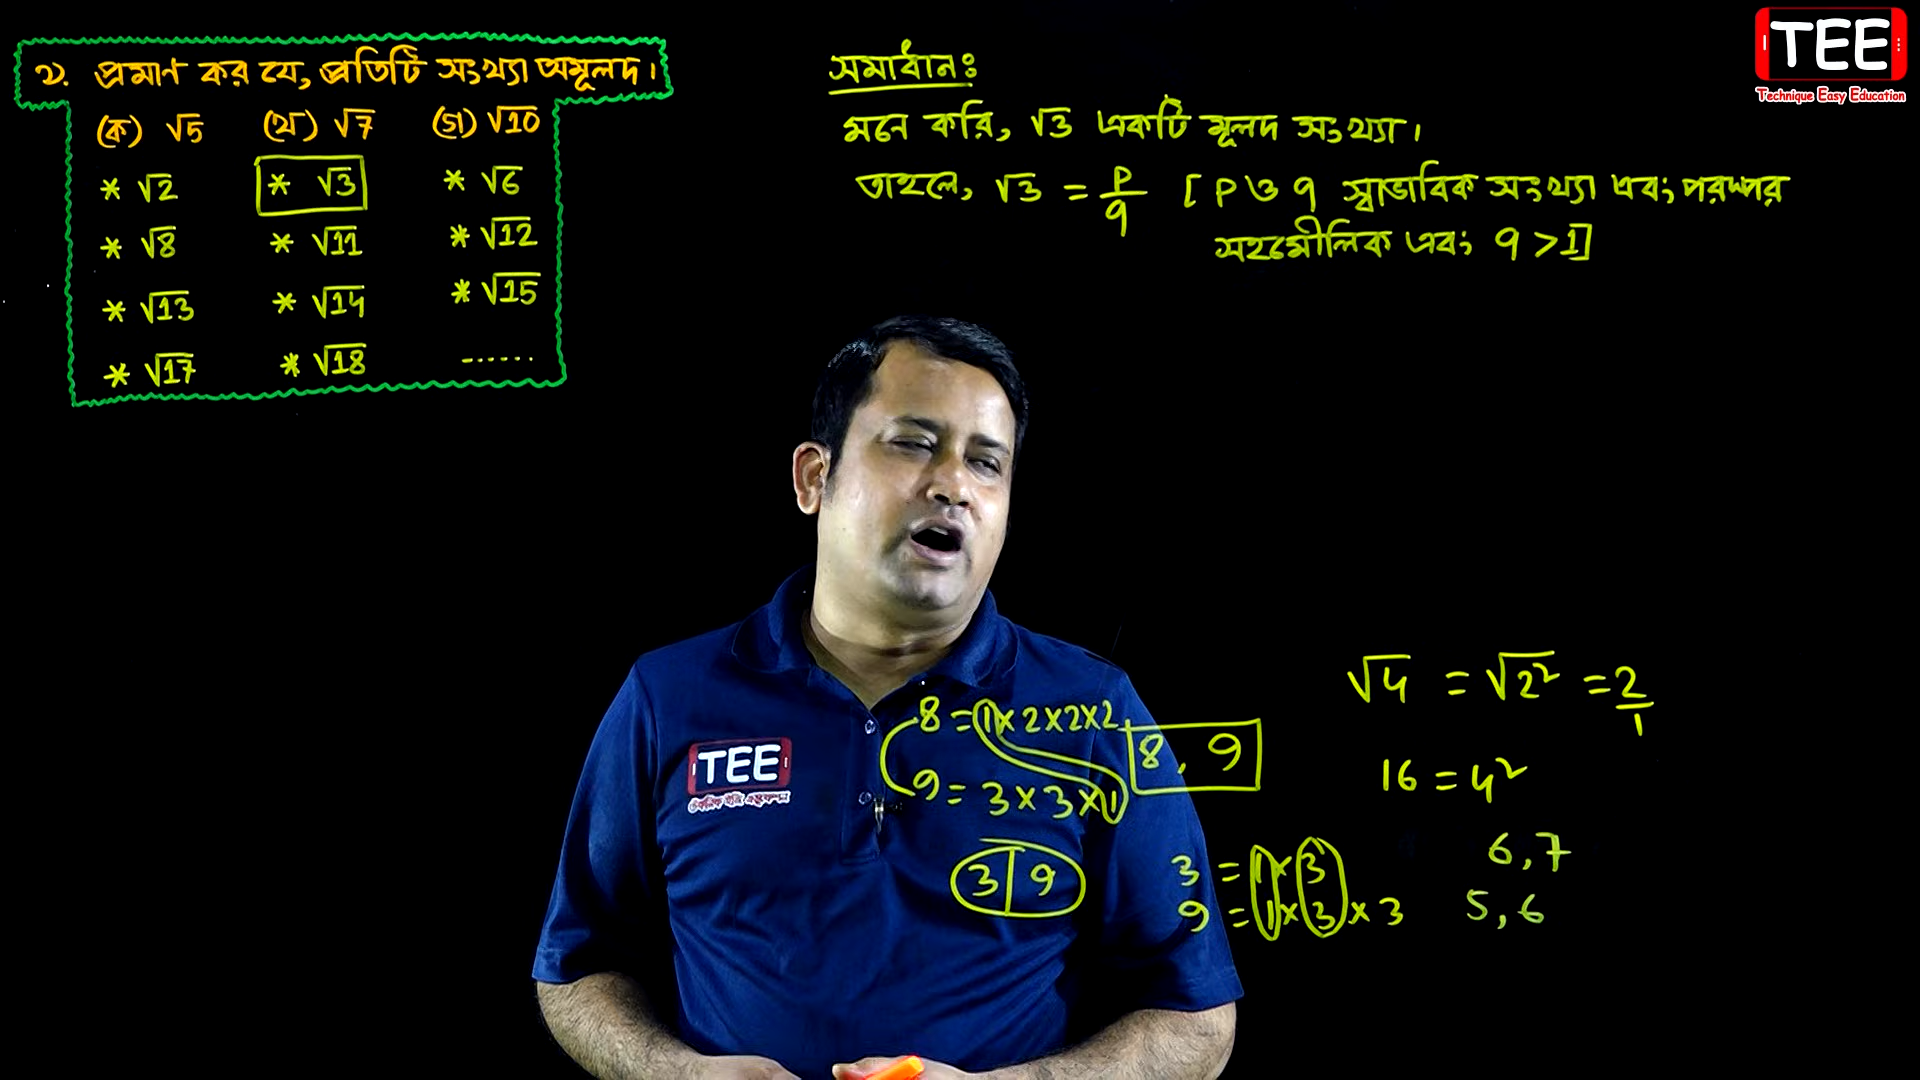 ১. প্রমাণ কর যে, প্রতিটি সংখ্যা অমূলদ।
(ক) √5 (খ) √7 (গ) √10
* √2 * √3 * √6
* √8 * √11 * √12
* √13 * √14 * √15
* √17 * √18 ......
সমাধানঃ
মনে করি, √3 একটি মূলদ সংখ্যা।
তাহলে, √3 = p/q [ p ও q স্বাভাবিক সংখ্যা এবং পরস্পর
সহমৌলিক এবং q >1]
TEE
Technique Easy Education
TEE
8 = 1×2×2×2
9 = 3×3×1
8, 9
3 | 9
√4 = √2² = 2/1
16 = 4²
6,7
5,6
3 = 1×3
9 = 1×3×3